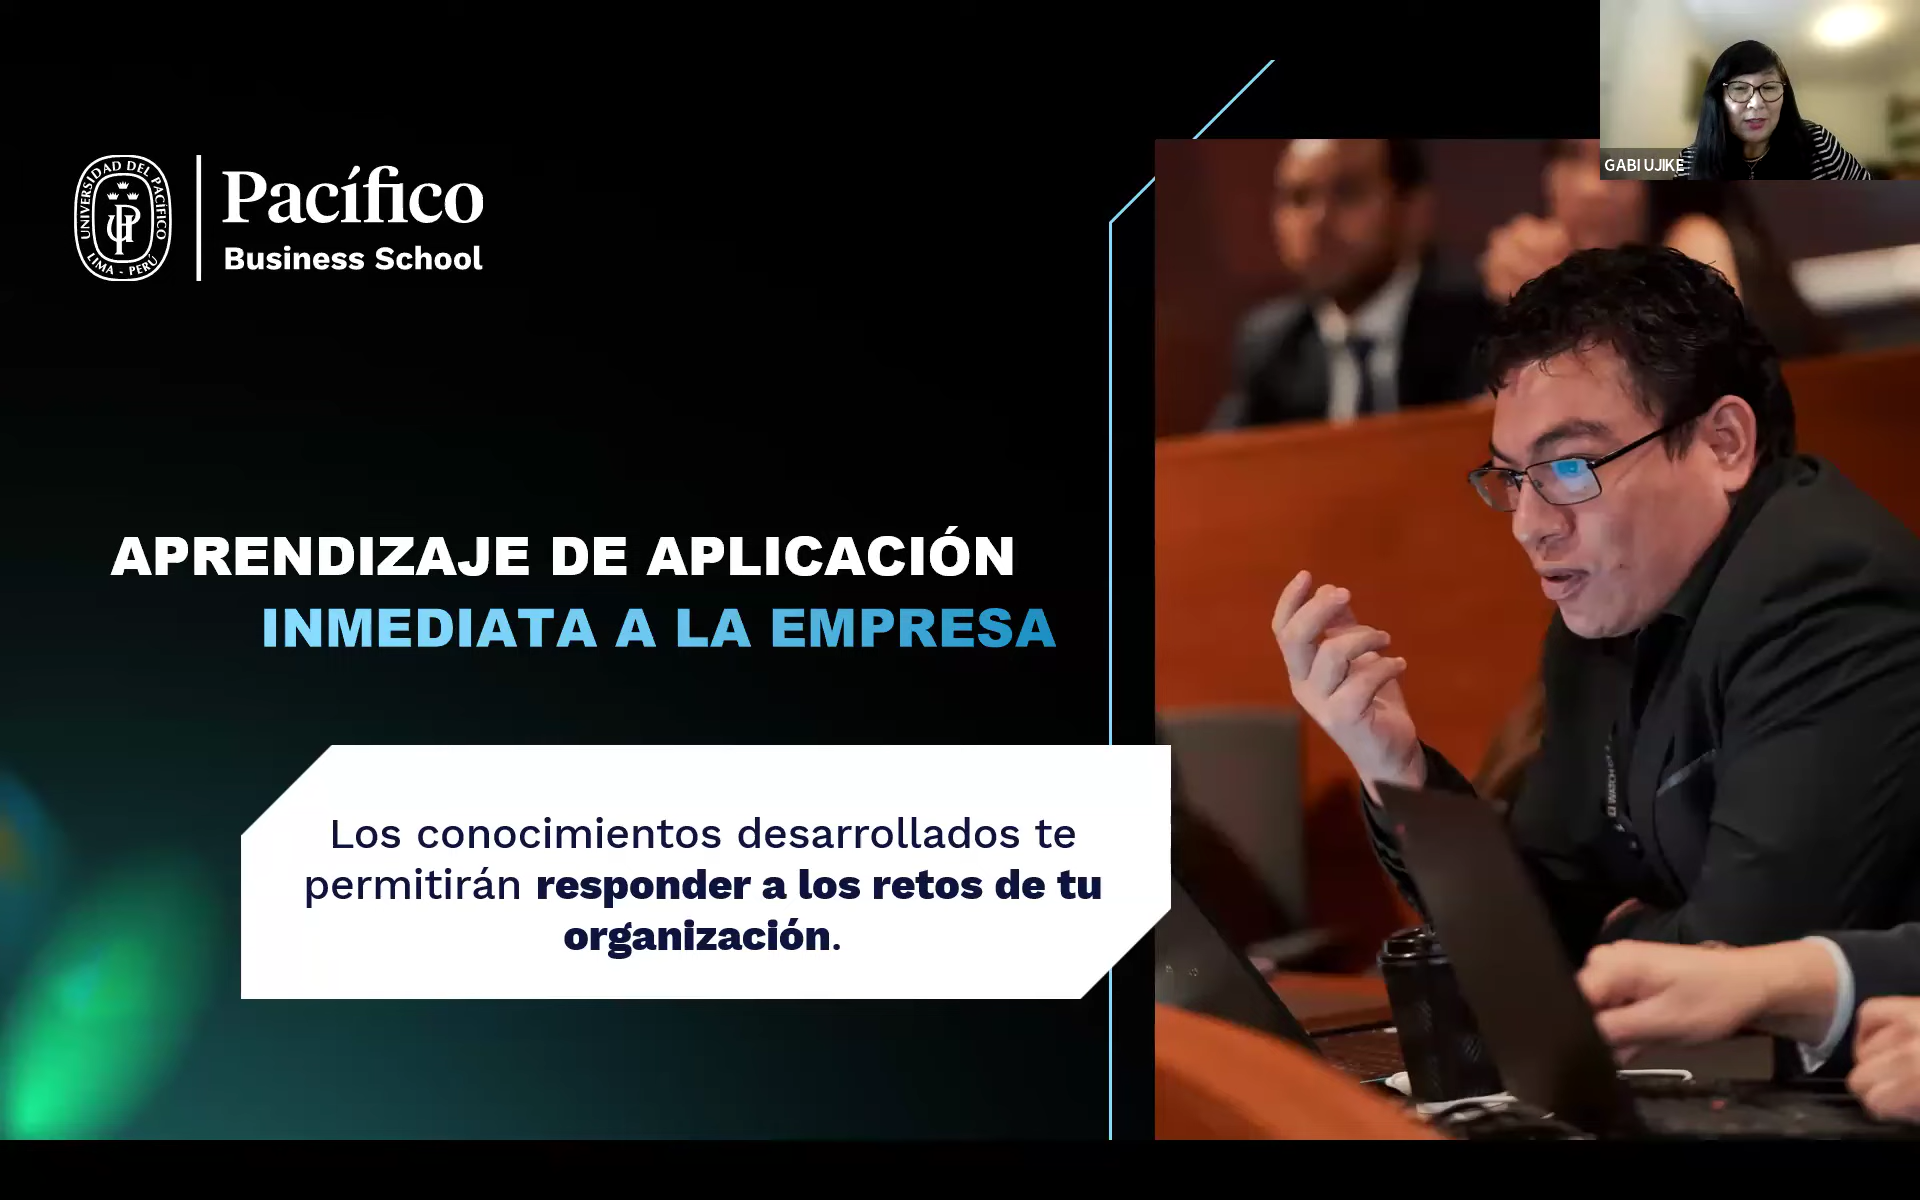 UNIVERSIDAD DEL PACÍFICO
LIMA - PERÚ
Pacífico
Business School
GABI UJIKE
APRENDIZAJE DE APLICACIÓN
INMEDIATA A LA EMPRESA
Los conocimientos desarrollados te
permitirán responder a los retos de tu
organización.